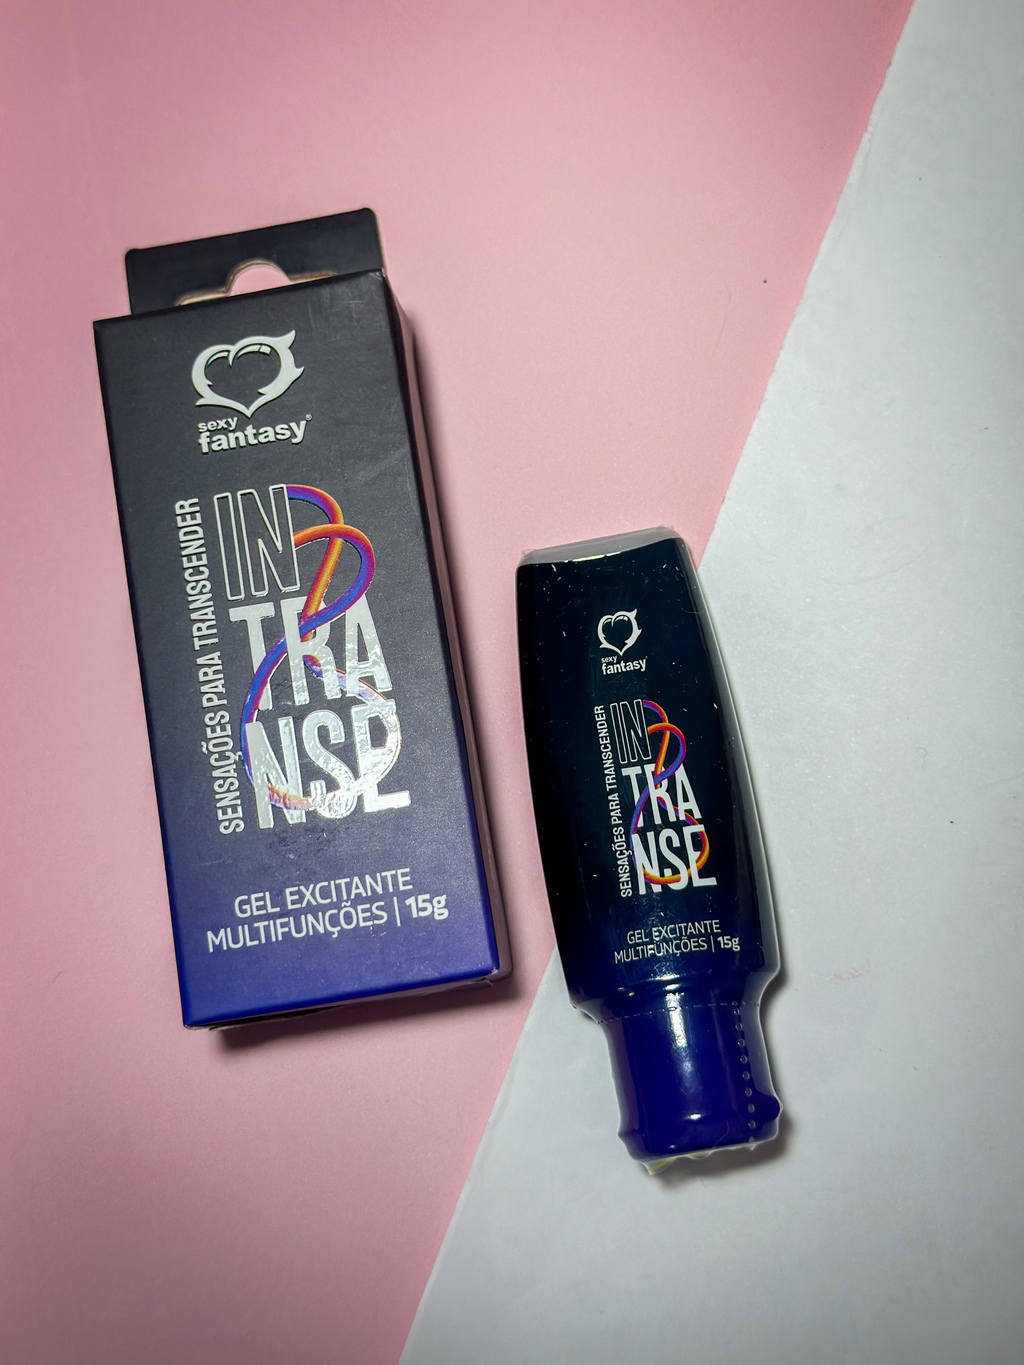 sexy
fantasy®
SENSAÇÕES PARA TRANSCENDER
IN
TRA
NSE
GEL EXCITANTE
MULTIFUNÇÕES | 15g
sexy
fantasy
SENSAÇÕES PARA TRANSCENDER
IN
TRA
NSE
GEL EXCITANTE
MULTIFUNÇÕES | 15g